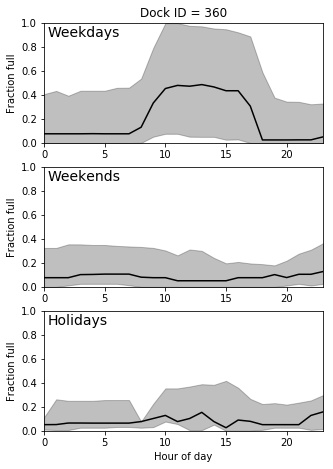 Dock ID = 360
Weekdays
Fraction full
1.0
0.8
0.6
0.4
0.2
0.0
0 5 10 15 20
Weekends
Fraction full
1.0
0.8
0.6
0.4
0.2
0.0
0 5 10 15 20
Holidays
Fraction full
1.0
0.8
0.6
0.4
0.2
0.0
0 5 10 15 20
Hour of day